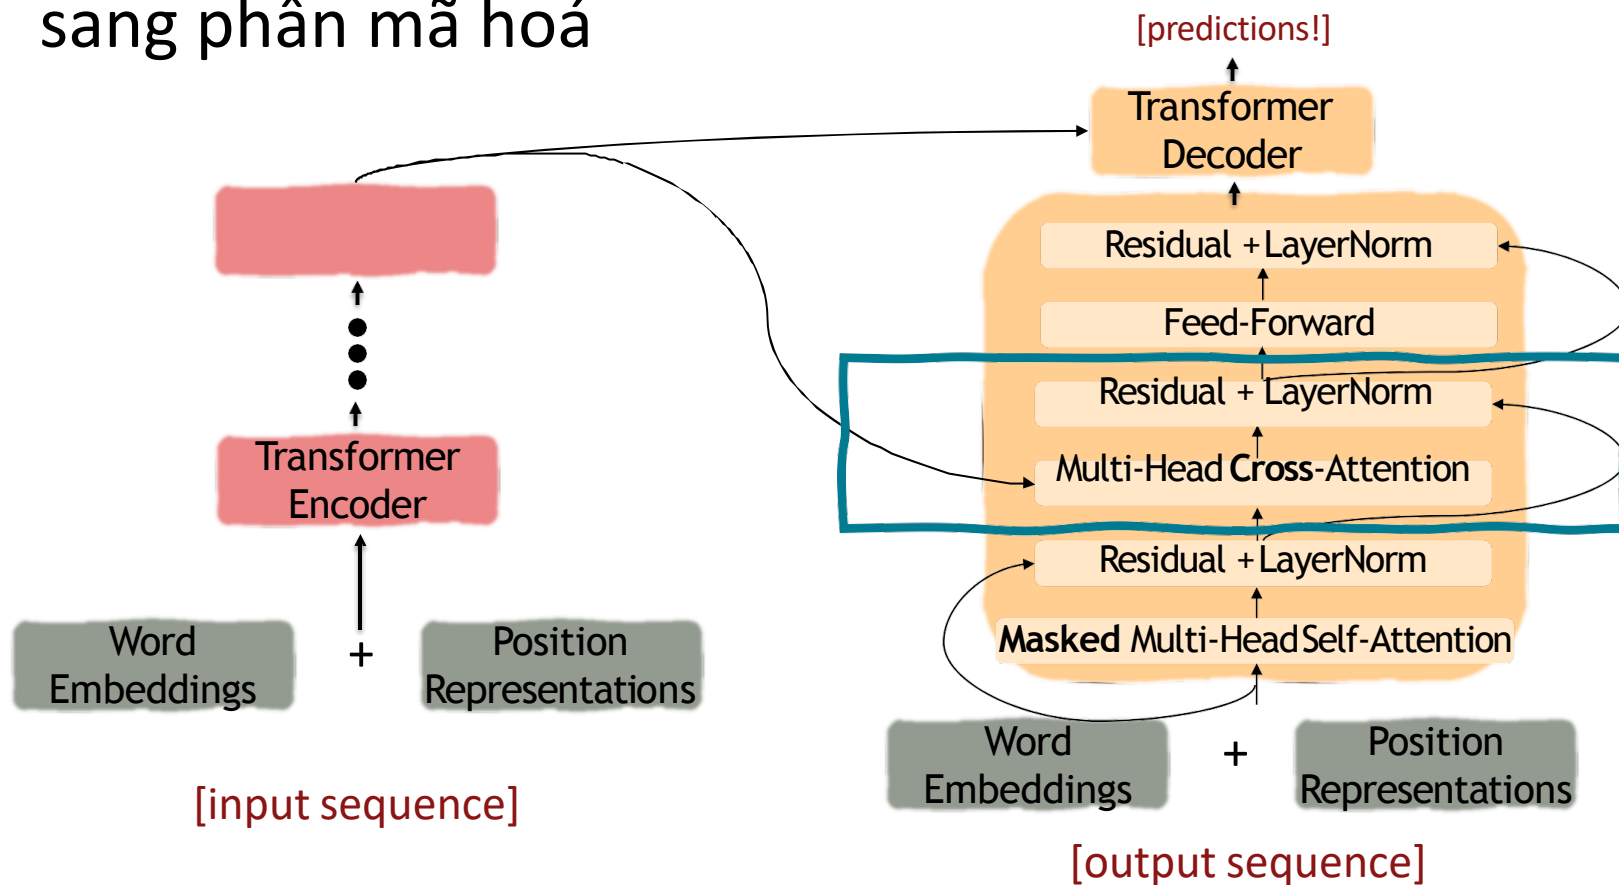 sang phần mã hoá
[predictions!]
Transformer
Decoder
Residual + LayerNorm
Feed-Forward
Residual + LayerNorm
Multi-Head Cross-Attention
Residual + LayerNorm
Masked Multi-Head Self-Attention
Word
Embeddings
+
Position
Representations
[output sequence]
Transformer
Encoder
Word
Embeddings
+
Position
Representations
[input sequence]